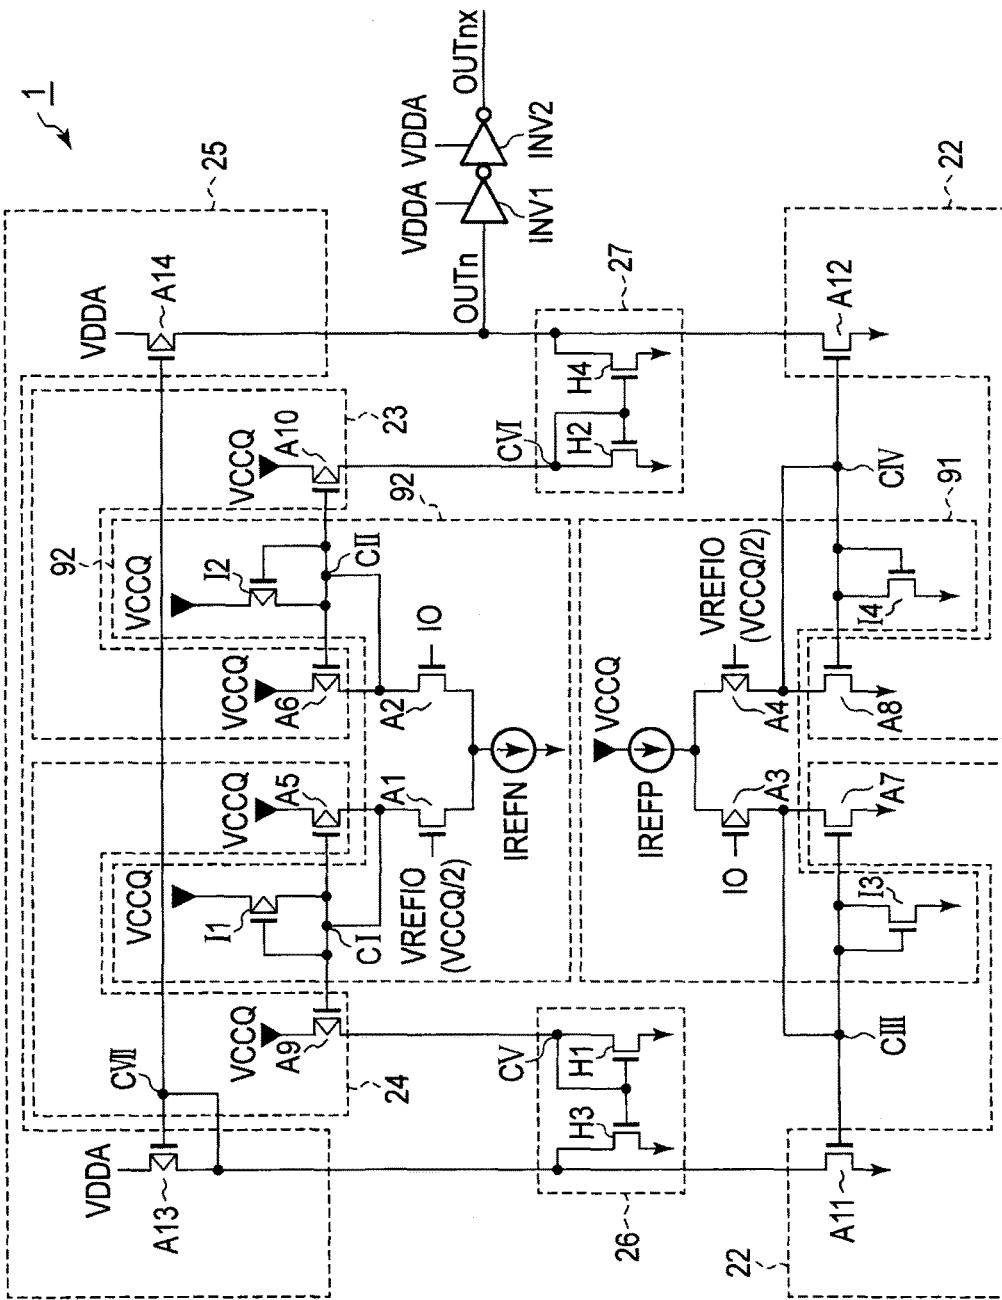 1
25
VDDA
A14
VDDA
VDDA
OUTn
OUTnx
INV1
INV2
22
23
VCCQ
A10
CVI
27
H2
H4
A12
92
92
VCCQ
I2
CII
VCCQ
A6
A2
IO
VREFIO
(VCCQ/2)
CIV
91
I4
A4
A8
VCCQ
IREFN
IREFP
VCCQ
A5
A1
A3
A7
VCCQ
I1
CI
VREFIO
(VCCQ/2)
IO
I3
VCCQ
A9
24
CV
H1
H3
CIII
CVII
VDDA
A13
26
A11
22